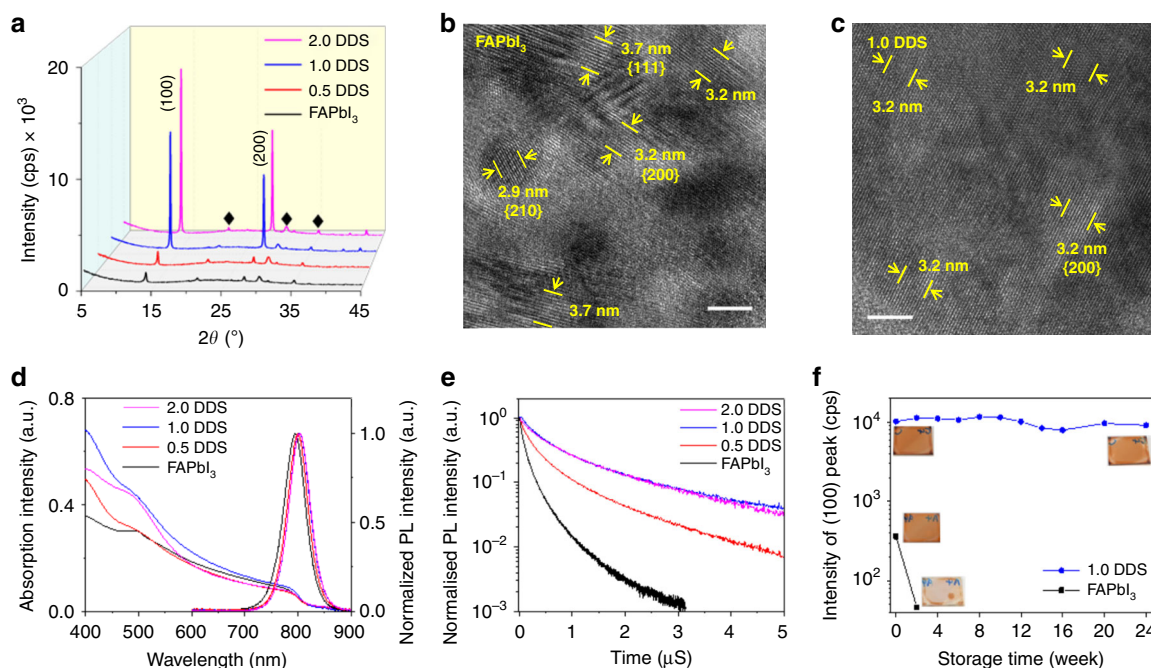 a
20
10
0
5
15
25
35
45
Intensity (cps) × 10³
2θ (°)
2.0 DDS
1.0 DDS
0.5 DDS
FAPbI₃
(100)
(200)
b
FAPbI₃
3.7 nm
{111}
3.2 nm
3.2 nm
{200}
2.9 nm
{210}
3.7 nm
c
1.0 DDS
3.2 nm
3.2 nm
3.2 nm
{200}
3.2 nm
d
0.8
0.4
0.0
400 500 600 700 800 900
1.0
0.5
0.0
Absorption intensity (a.u.)
Normalized PL intensity (a.u.)
Wavelength (nm)
2.0 DDS
1.0 DDS
0.5 DDS
FAPbI₃
e
10⁰
10⁻¹
10⁻²
10⁻³
0 1 2 3 4 5
Normalised PL intensity (a.u.)
Time (μS)
2.0 DDS
1.0 DDS
0.5 DDS
FAPbI₃
f
10⁴
10³
10²
0 4 8 12 16 20 24
Intensity of (100) peak (cps)
Storage time (week)
1.0 DDS
FAPbI₃